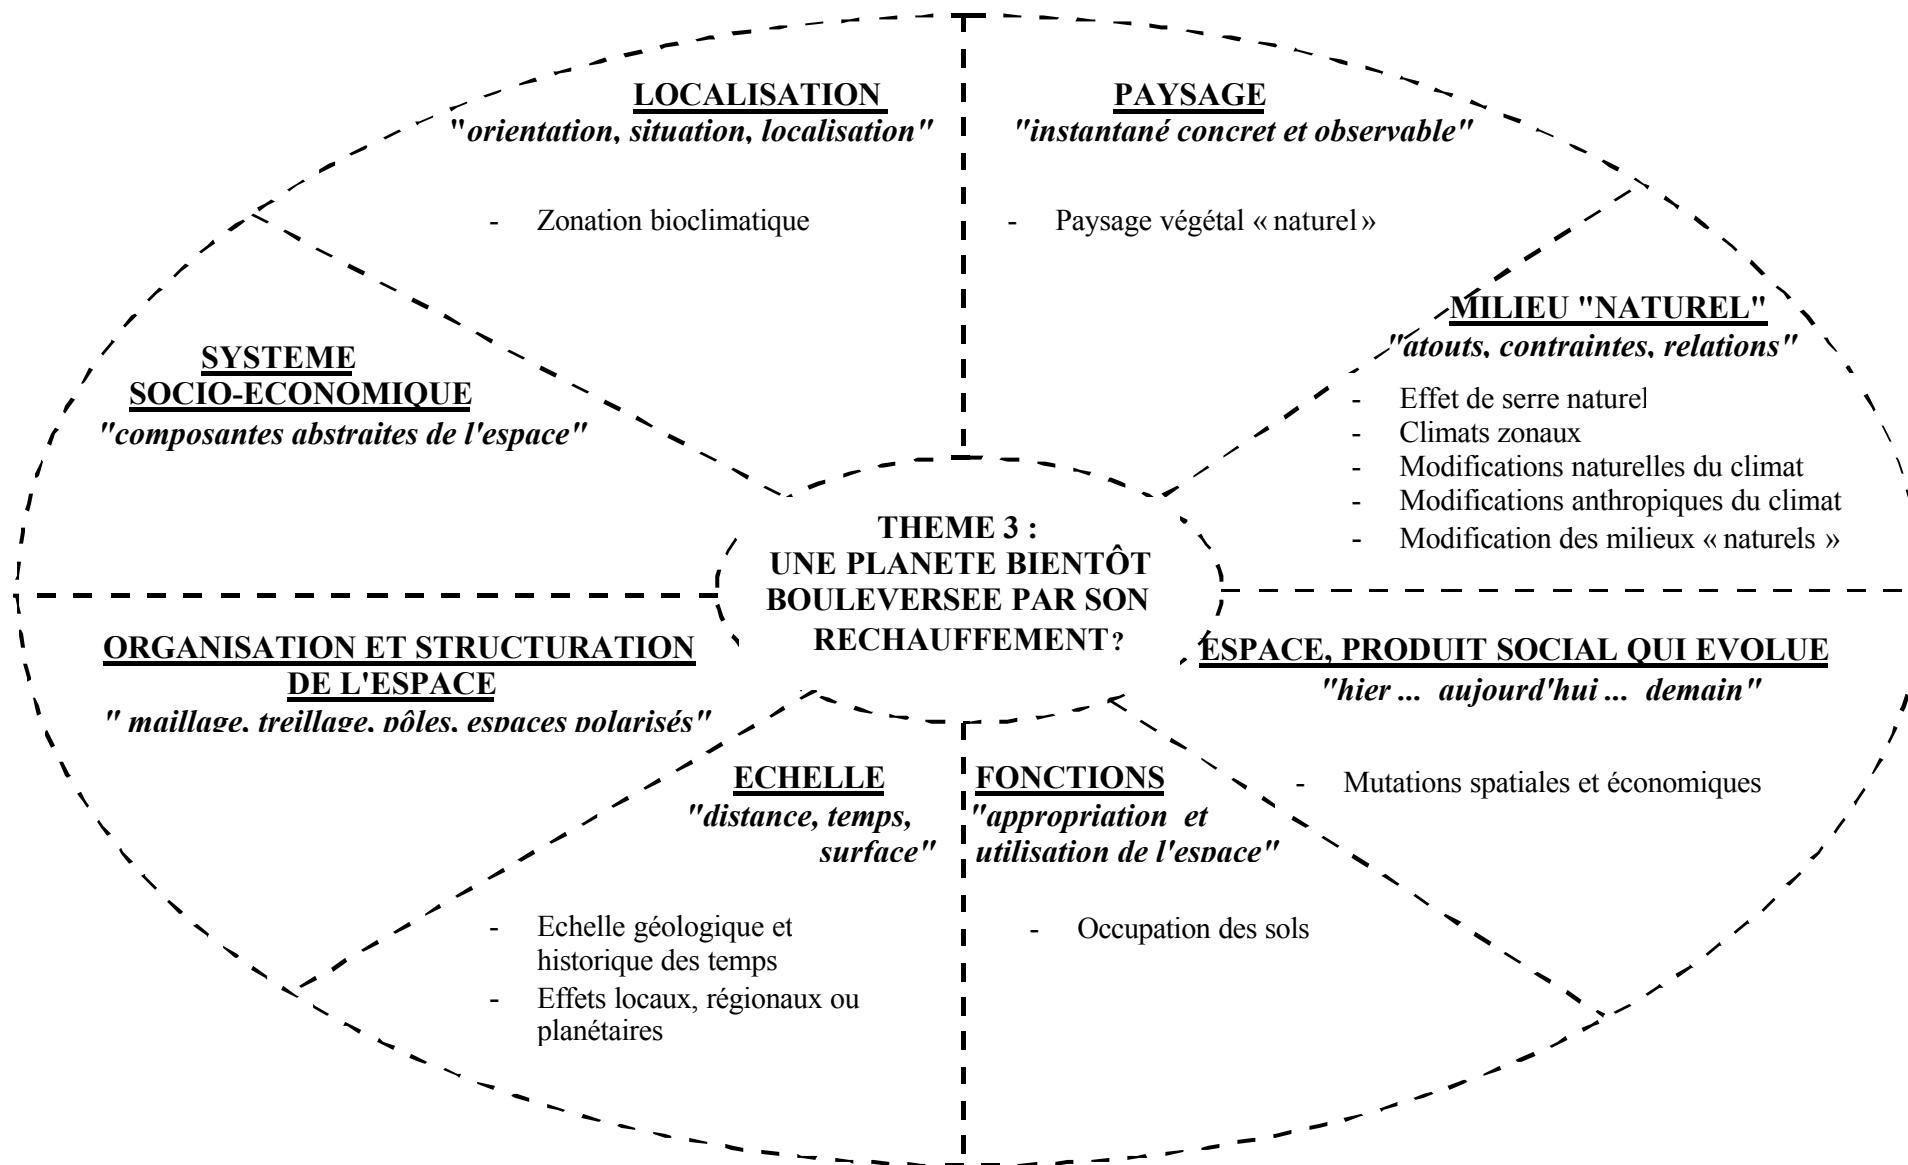 LOCALISATION
"orientation, situation, localisation"
- Zonation bioclimatique
PAYSAGE
"instantané concret et observable"
- Paysage végétal « naturel »
MILIEU "NATUREL"
"atouts, contraintes, relations"
- Effet de serre naturel
- Climats zonaux
- Modifications naturelles du climat
- Modifications anthropiques du climat
- Modification des milieux « naturels »
SYSTEME
SOCIO-ECONOMIQUE
"composantes abstraites de l'espace"
THEME 3 :
UNE PLANETE BIENTÔT
BOULEVERSEE PAR SON
RECHAUFFEMENT?
ORGANISATION ET STRUCTURATION
DE L'ESPACE
" maillage, treillage, pôles, espaces polarisés"
ESPACE, PRODUIT SOCIAL QUI EVOLUE
"hier ... aujourd'hui ... demain"
- Mutations spatiales et économiques
ECHELLE
"distance, temps,
surface"
- Echelle géologique et
historique des temps
- Effets locaux, régionaux ou
planétaires
FONCTIONS
"appropriation et
utilisation de l'espace"
- Occupation des sols